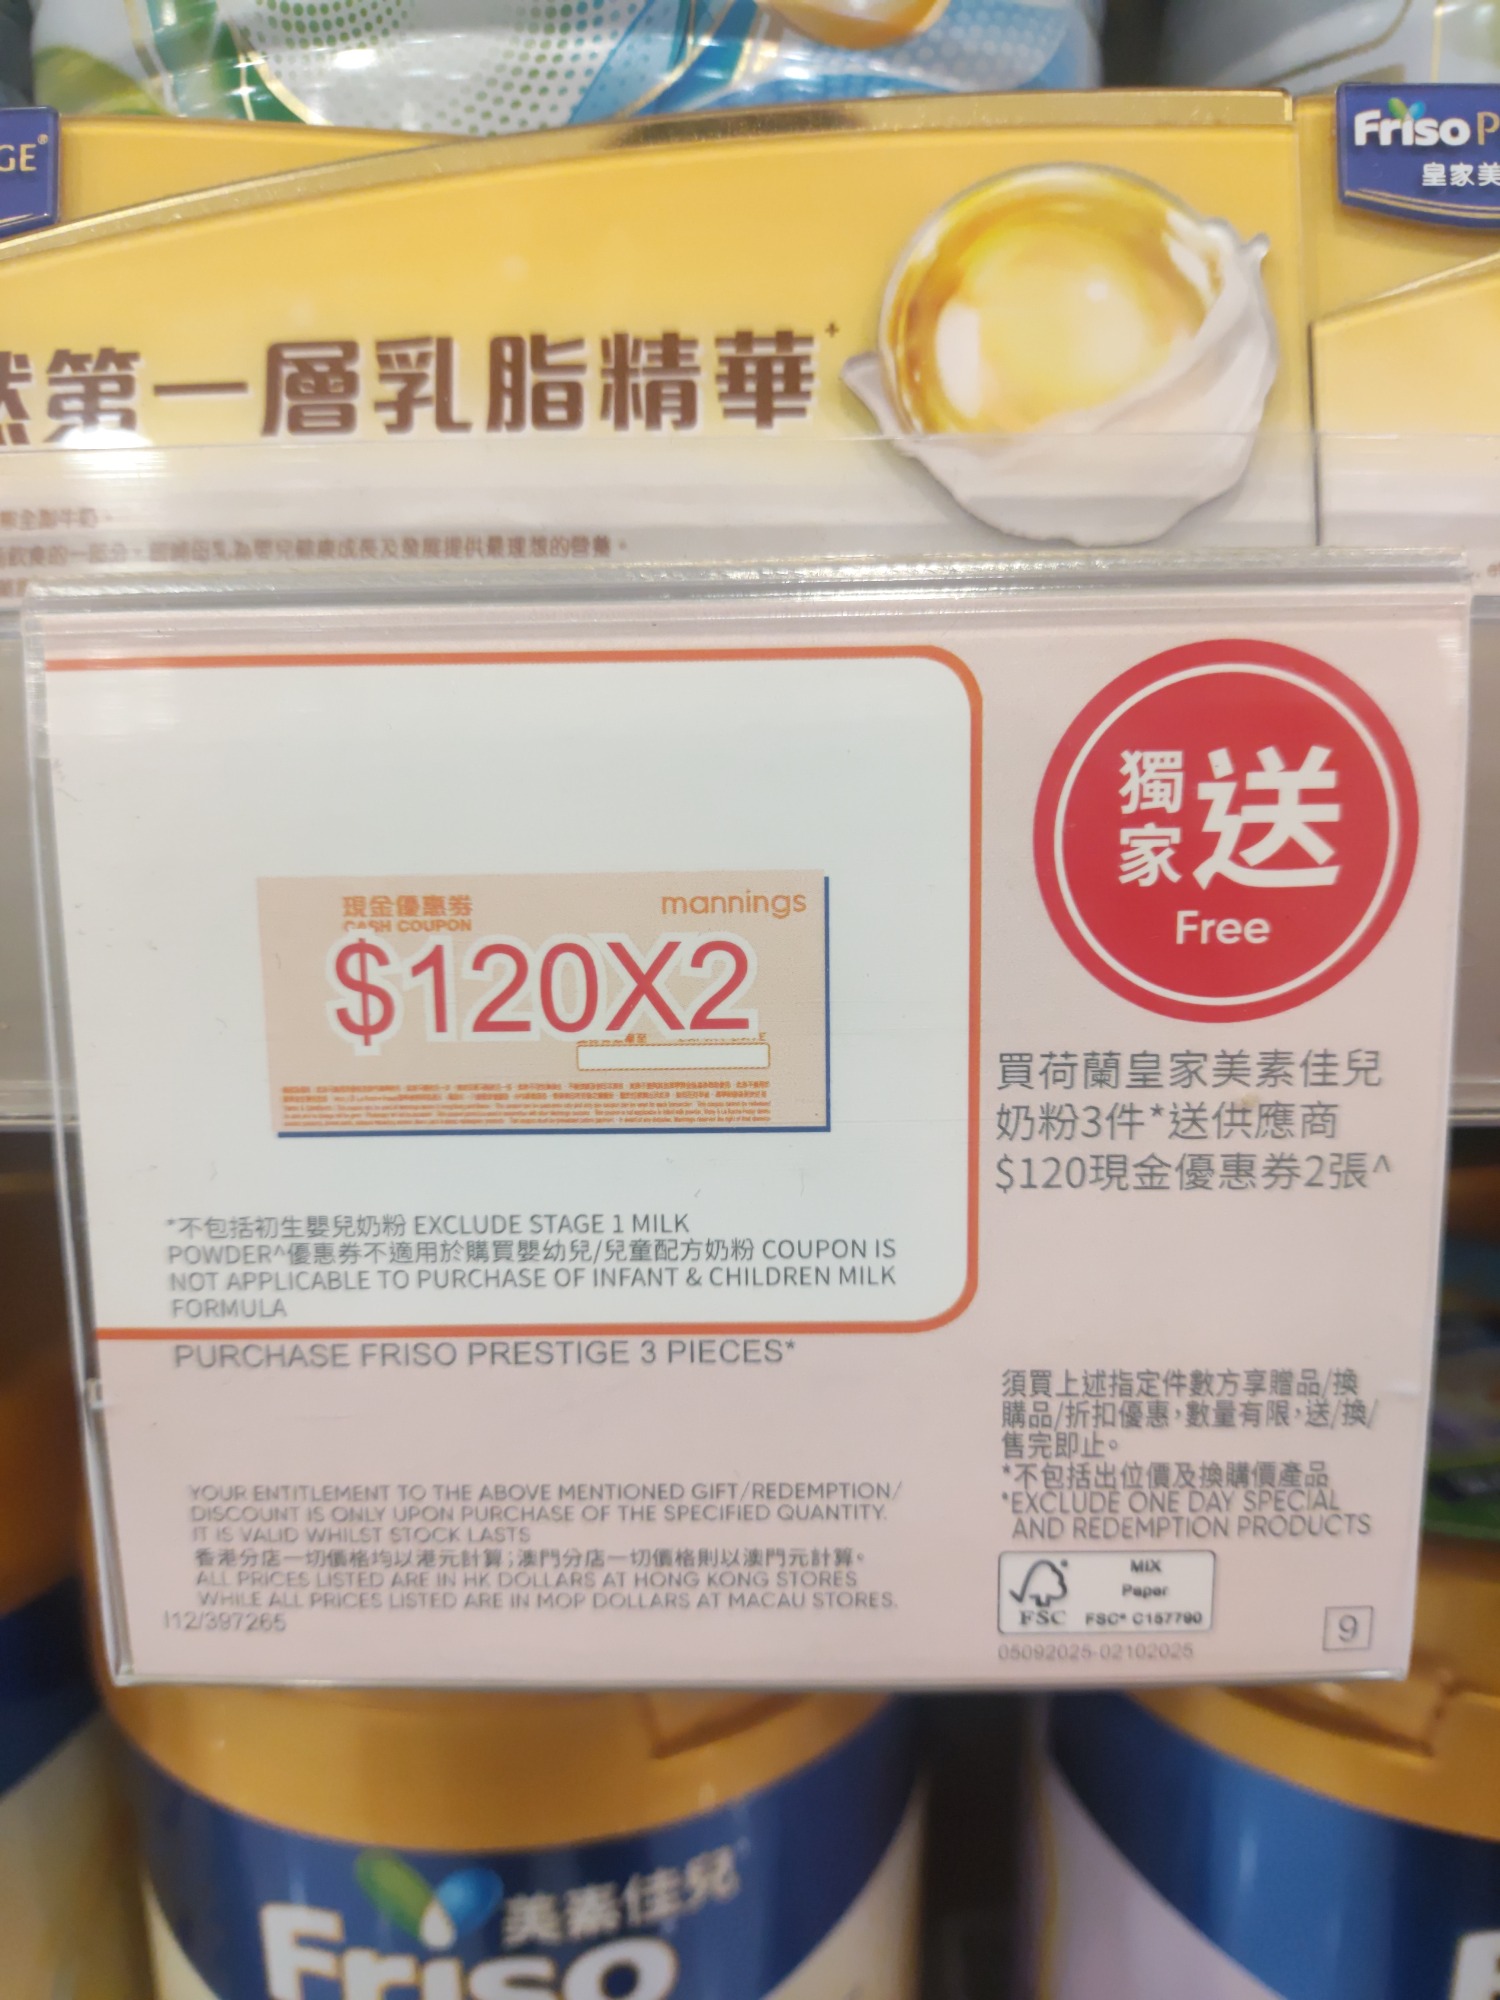 GE®
Friso P
皇家美
然第一層乳脂精華+
現金優惠券
mannings
CASH COUPON
$120X2
獨家送
Free
買荷蘭皇家美素佳兒
奶粉3件*送供應商
$120現金優惠券2張^
*不包括初生嬰兒奶粉 EXCLUDE STAGE 1 MILK
POWDER^優惠券不適用於購買嬰幼兒/兒童配方奶粉 COUPON IS
NOT APPLICABLE TO PURCHASE OF INFANT & CHILDREN MILK
FORMULA
PURCHASE FRISO PRESTIGE 3 PIECES*
須買上述指定件數方享贈品/換
購品/折扣優惠，數量有限，送/換/
售完即止。
*不包括出位價及換購價產品
*EXCLUDE ONE DAY SPECIAL
AND REDEMPTION PRODUCTS
YOUR ENTITLEMENT TO THE ABOVE MENTIONED GIFT/REDEMPTION/
DISCOUNT IS ONLY UPON PURCHASE OF THE SPECIFIED QUANTITY.
IT IS VALID WHILST STOCK LASTS
香港分店一切價格均以港元計算；澳門分店一切價格則以澳門元計算。
ALL PRICES LISTED ARE IN HK DOLLARS AT HONG KONG STORES
WHILE ALL PRICES LISTED ARE IN MOP DOLLARS AT MACAU STORES.
I12/397265
FSC
MIX
Paper
FSC® C157790
05092025-02102025
9
美素佳兒
Friso